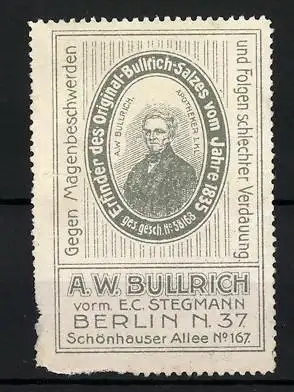 Gegen Magenbeschwerden
und Folgen schlechter Verdauung
Erfinder des Original-Bullrich-Salzes vom Jahre 1835
A.W. BULLRICH.
APOTHEKER I. KL.
ges. gesch. No 58168
A. W. BULLRICH
vorm. E. C. STEGMANN
BERLIN N. 37.
Schönhauser Allee No 167.